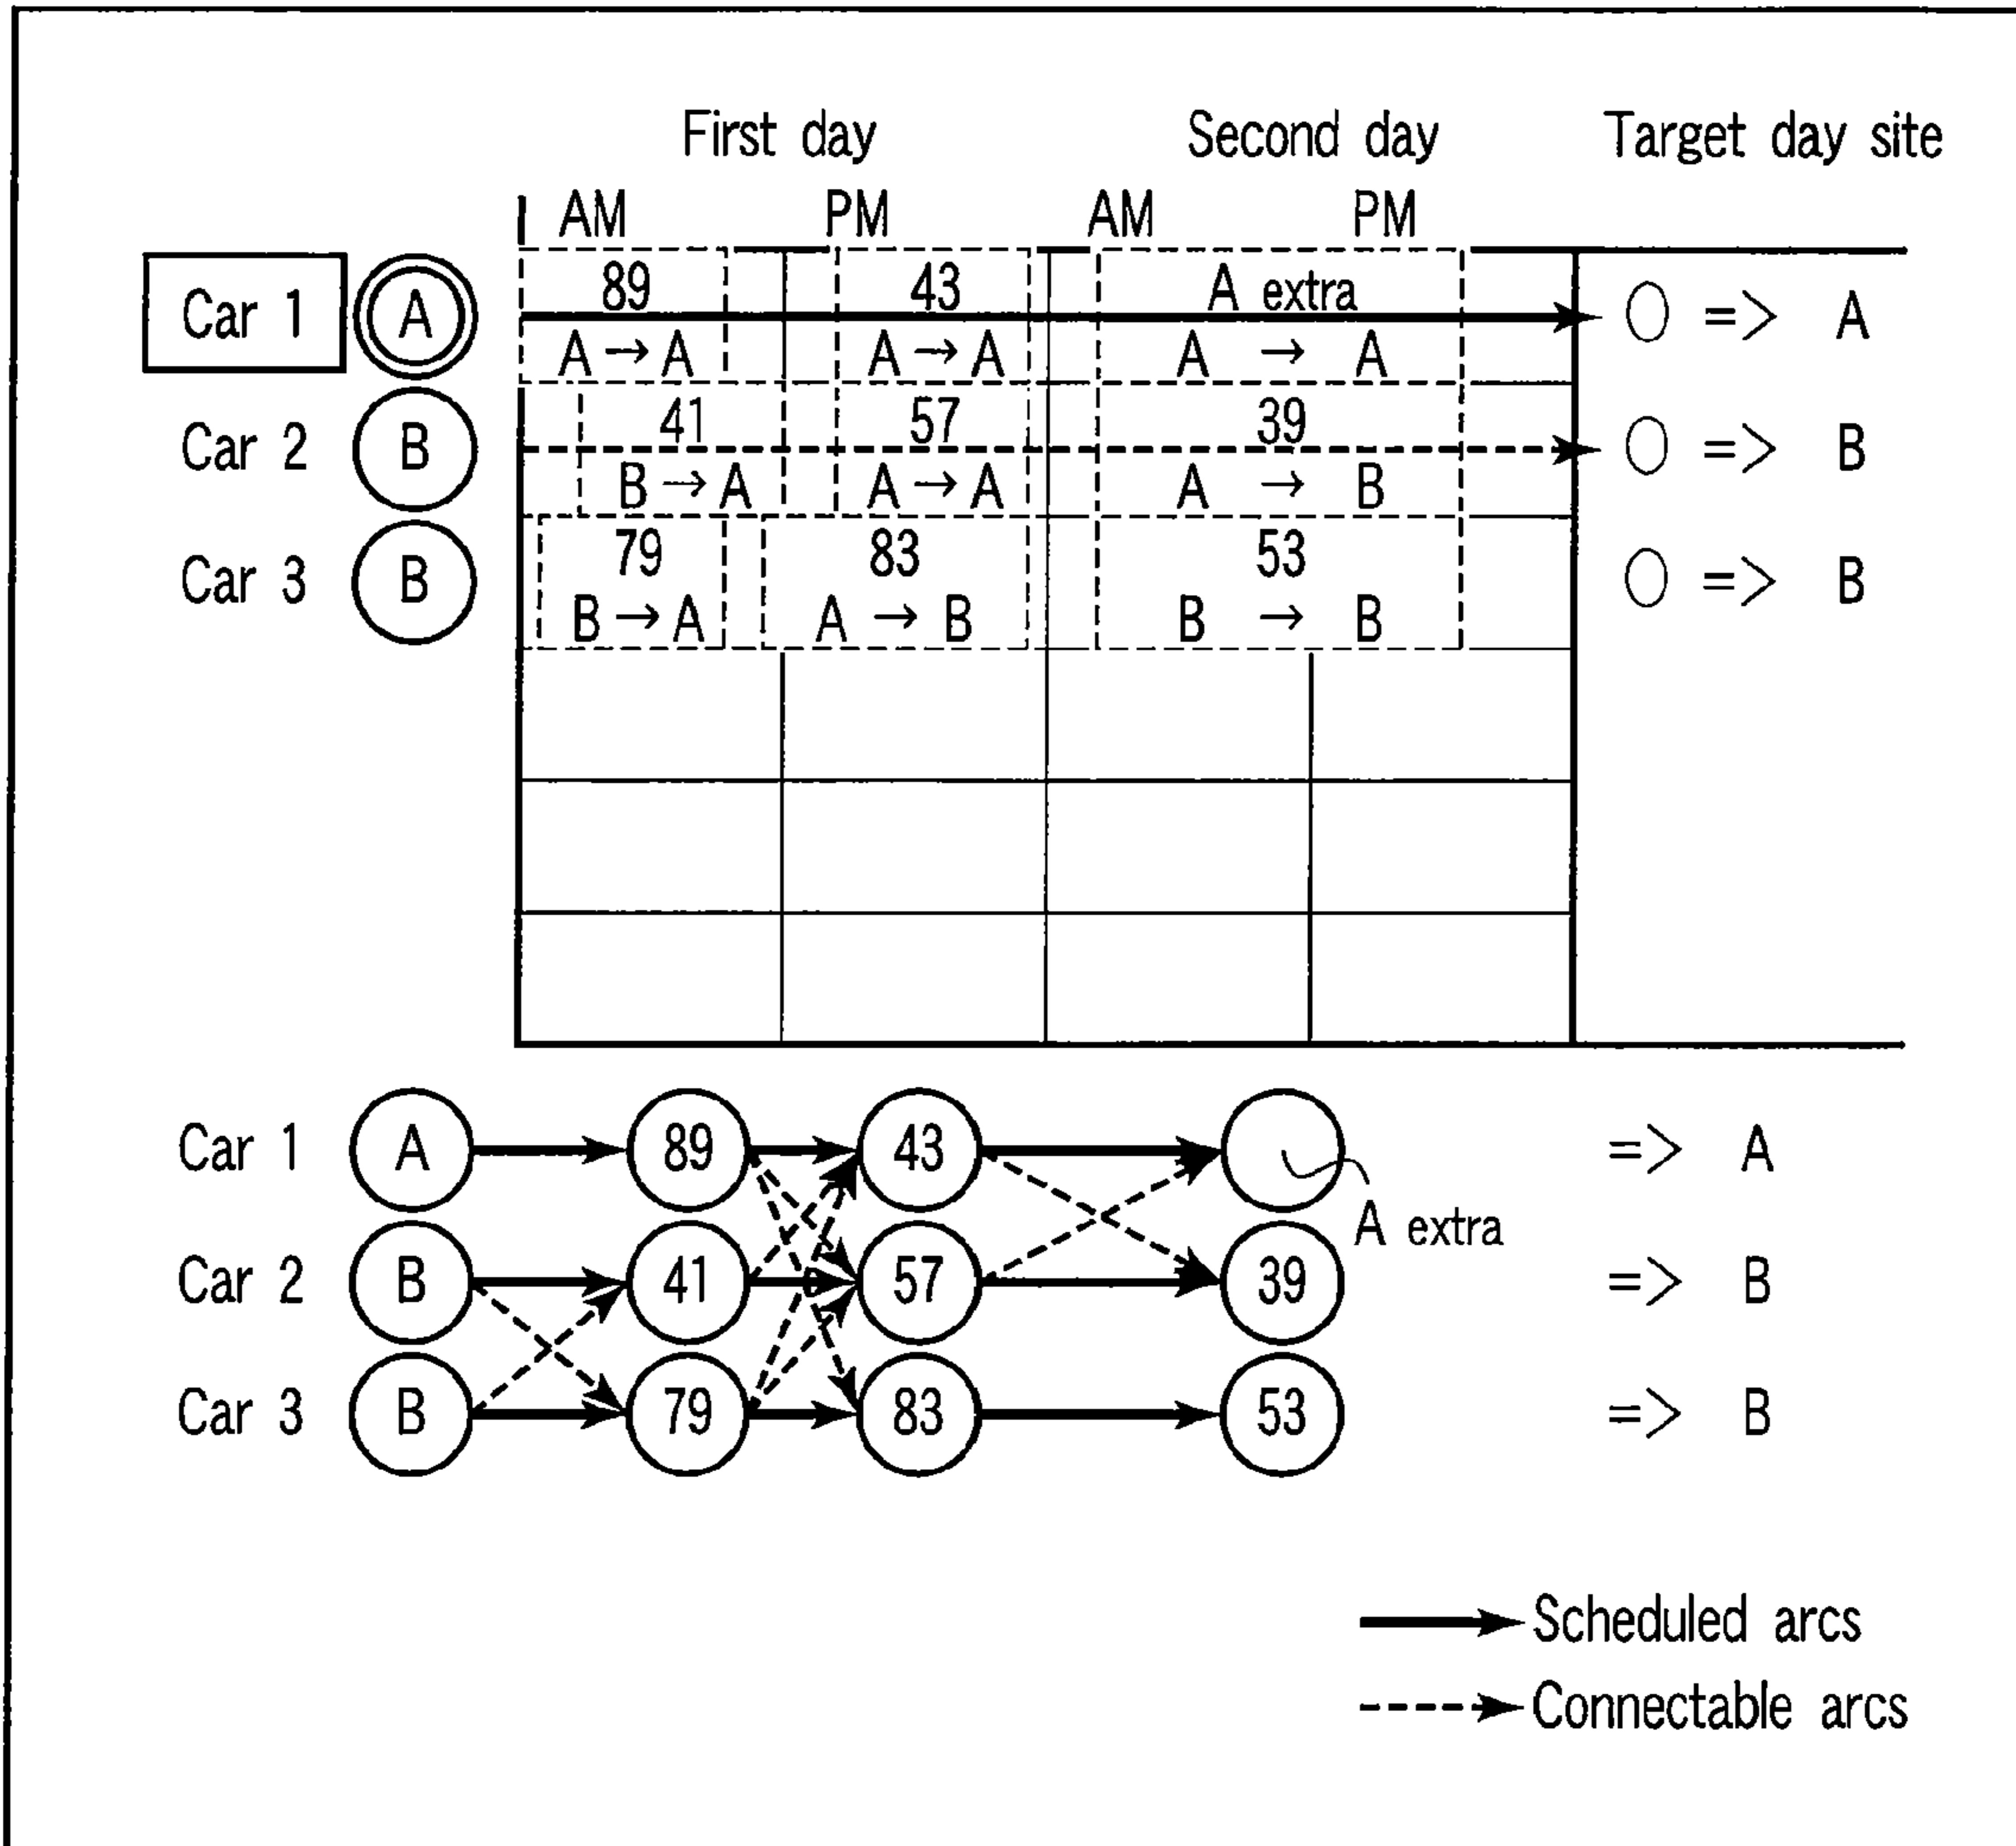 First day Second day Target day site
AM PM AM PM
Car 1 A 89 43 A extra ○ => A
A → A A → A A → A
Car 2 B 41 57 39 ○ => B
B → A A → A A → B
Car 3 B 79 83 53 ○ => B
B → A A → B B → B
Car 1 A 89 43 => A
A extra
Car 2 B 41 57 39 => B
Car 3 B 79 83 53 => B
Scheduled arcs
Connectable arcs